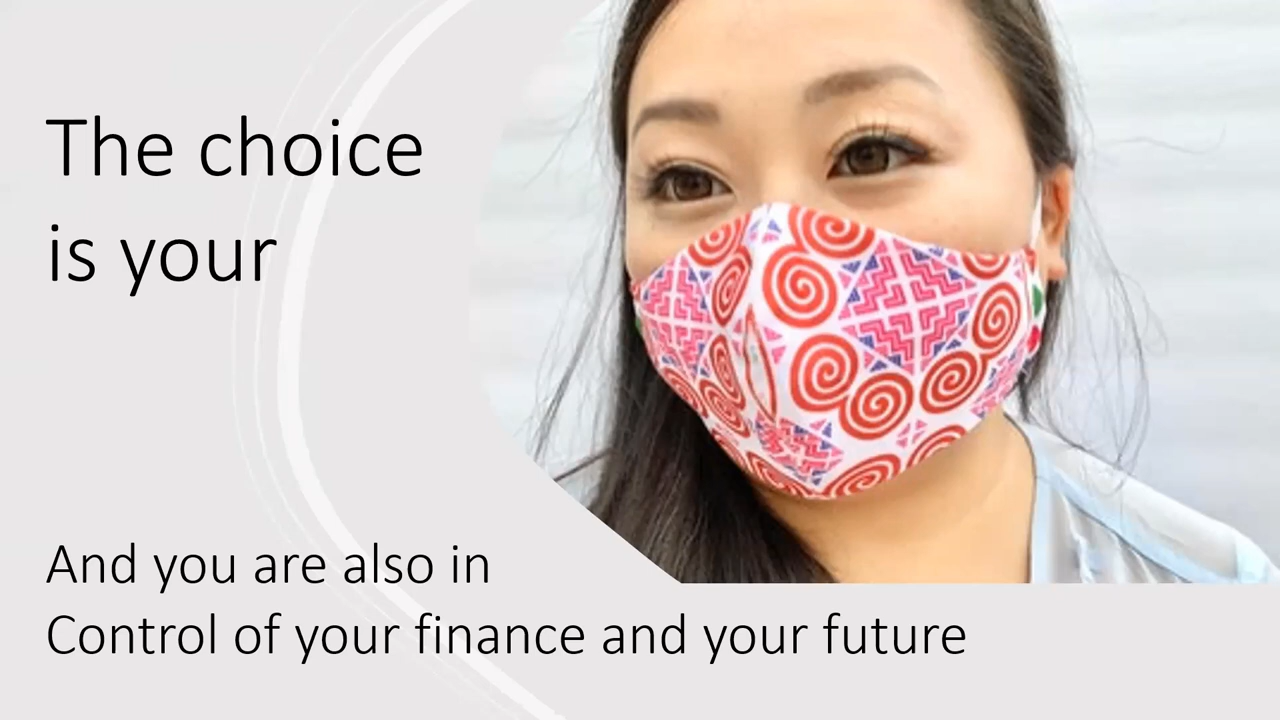 The choice
is your
And you are also in
Control of your finance and your future